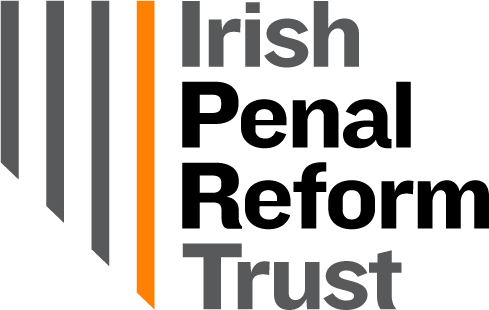 Irish
Penal
Reform
Trust